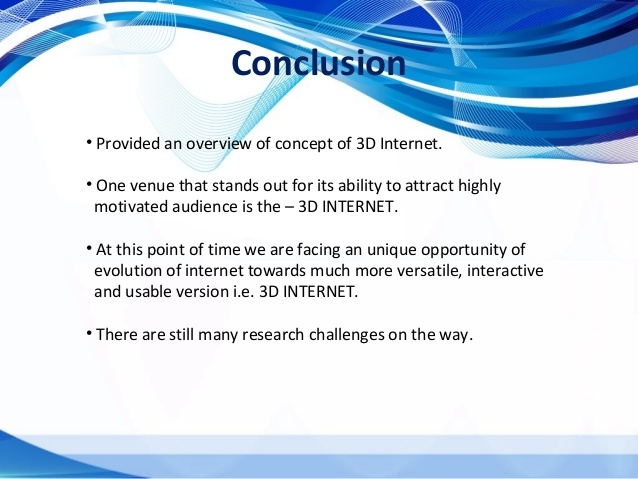 Conclusion
• Provided an overview of concept of 3D Internet.
• One venue that stands out for its ability to attract highly
motivated audience is the – 3D INTERNET.
• At this point of time we are facing an unique opportunity of
evolution of internet towards much more versatile, interactive
and usable version i.e. 3D INTERNET.
• There are still many research challenges on the way.